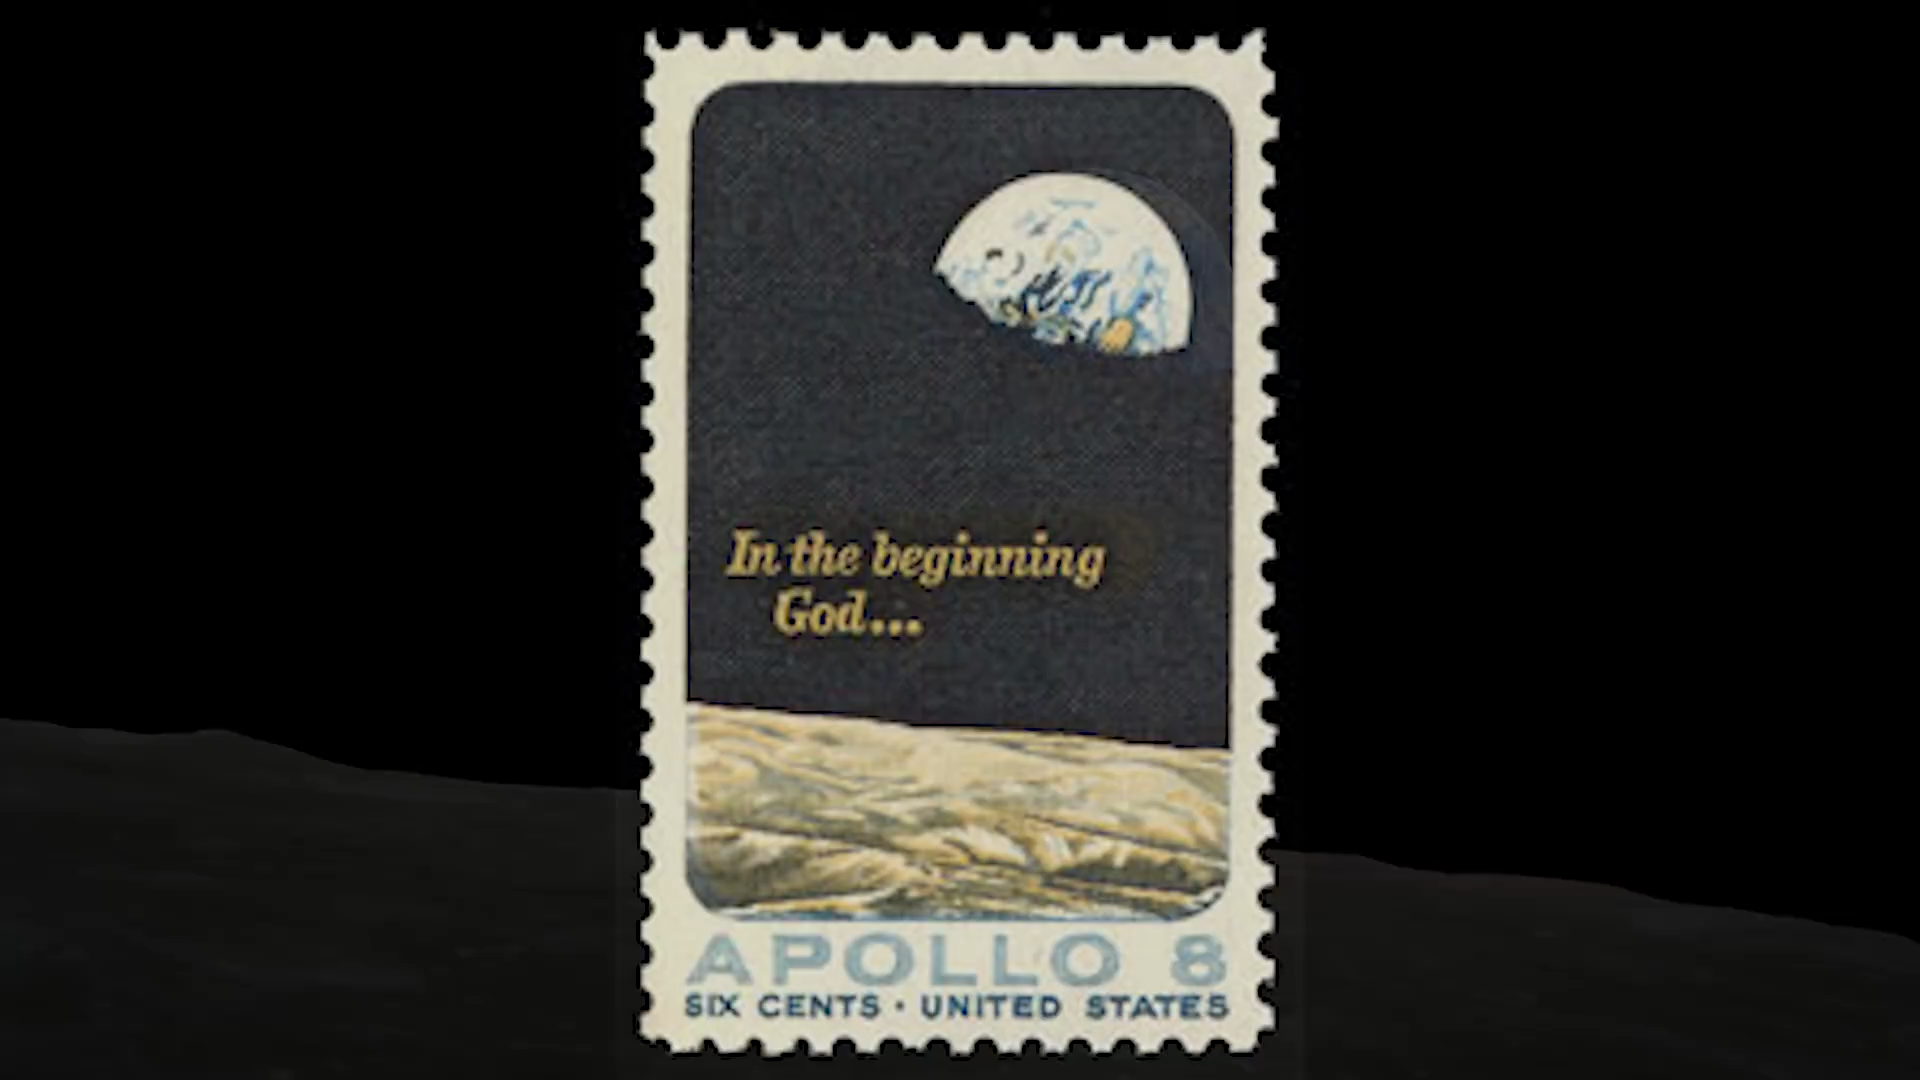 In the beginning
God...
APOLLO 8
SIX CENTS · UNITED STATES